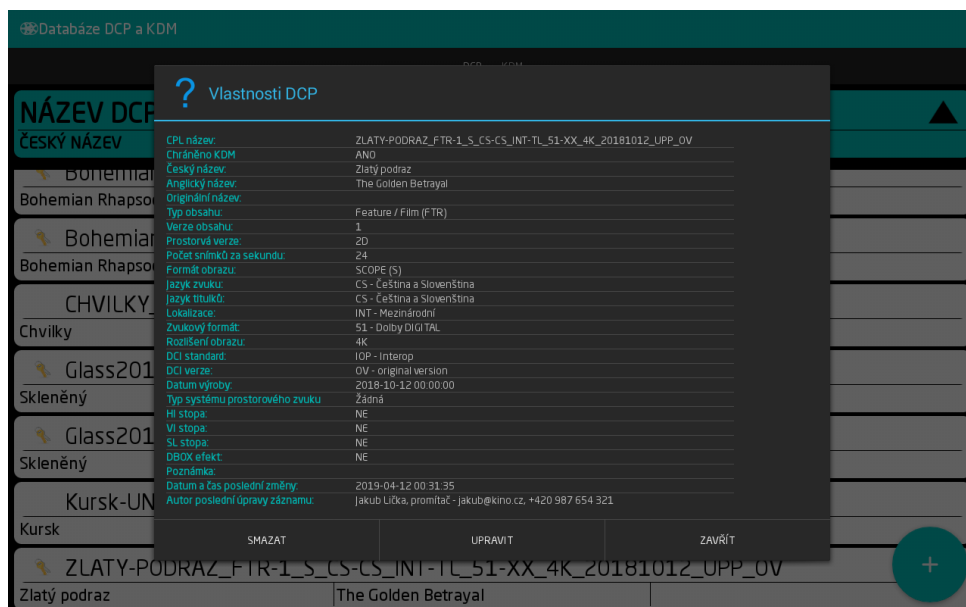 Databáze DCP a KDM
DCP KDM
Vlastnosti DCP
NÁZEV DCP
ČESKÝ NÁZEV
CPL název: ZLATY-PODRAZ_FTR-1_S_CS-CS_INT-TL_51-XX_4K_20181012_UPP_OV
Chráněno KDM ANO
Český název: Zlatý podraz
Anglický název: The Golden Betrayal
Originální název:
Typ obsahu: Feature / Film (FTR)
Verze obsahu: 1
Prostorvá verze: 2D
Počet snímků za sekundu: 24
Formát obrazu: SCOPE (S)
Jazyk zvuku: CS - Čeština a Slovenština
Jazyk titulků: CS - Čeština a Slovenština
Lokalizace: INT - Mezinárodní
Zvukový formát: 51 - Dolby DIGITAL
Rozlišení obrazu: 4K
DCI standard: IOP - Interop
DCI verze: OV - original version
Datum výroby: 2018-10-12 00:00:00
Typ systému prostorového zvuku Žádná
HI stopa: NE
VI stopa: NE
SL stopa: NE
DBOX efekt: NE
Poznámka:
Datum a čas poslední změny: 2019-04-12 00:31:35
Autor poslední úpravy záznamu: Jakub Lička, promítač - jakub@kino.cz, +420 987 654 321
SMAZAT UPRAVIT ZAVŘÍT
Bohemian
Bohemian Rhapso
Bohemian
Bohemian Rhapso
CHVILKY_
Chvilky
Glass201
Skleněný
Glass201
Skleněný
Kursk-UN
Kursk
ZLATY-PODRAZ_FTR-1_S_CS-CS_INT-TL_51-XX_4K_20181012_UPP_OV
Zlatý podraz The Golden Betrayal
+